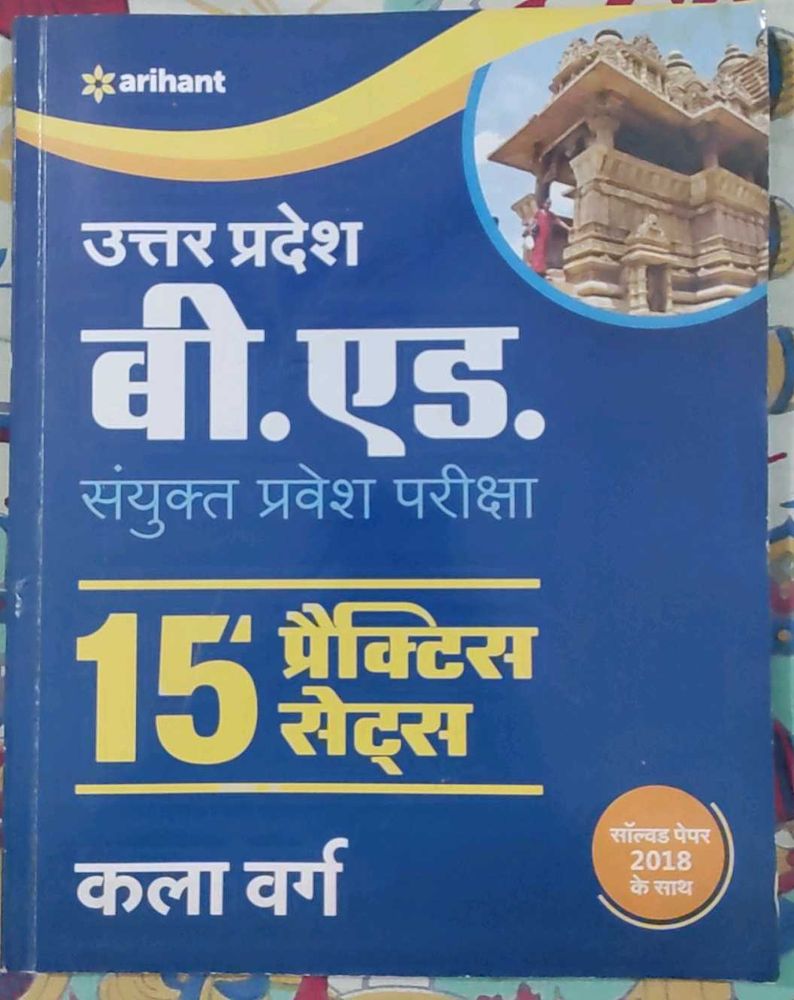 arihant
उत्तर प्रदेश
बी.एड.
संयुक्त प्रवेश परीक्षा
15 प्रैक्टिस
सेट्स
कला वर्ग
सॉल्वड पेपर
2018
के साथ